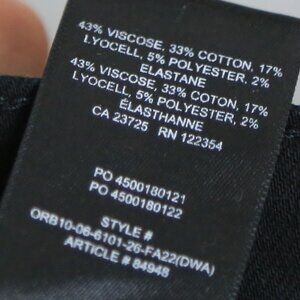 43% VISCOSE, 33% COTTON, 17%
LYOCELL, 5% POLYESTER, 2%
ELASTANE
43% VISCOSE, 33% COTON, 17%
LYOCELL, 5% POLYESTER, 2%
ÉLASTHANNE
CA 23725 RN 122354
PO 4500180121
PO 4500180122
STYLE #
ORB10-06-6101-26-FA22(DWA)
ARTICLE # 84948